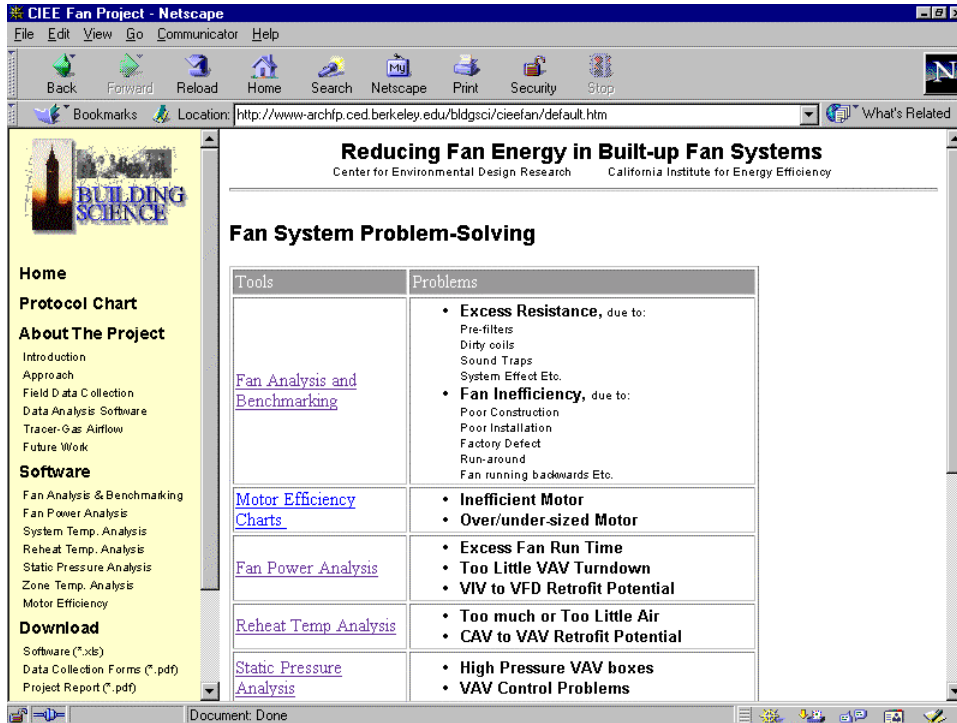 CIEE Fan Project - Netscape
File Edit View Go Communicator Help
Back Forward Reload Home Search Netscape Print Security Stop
My
N
Bookmarks Location: http://www-archfp.ced.berkeley.edu/bldgsci/cieefan/default.htm What's Related
BUILDING
SCIENCE
Home
Protocol Chart
About The Project
Introduction
Approach
Field Data Collection
Data Analysis Software
Tracer-Gas Airflow
Future Work
Software
Fan Analysis & Benchmarking
Fan Power Analysis
System Temp. Analysis
Reheat Temp. Analysis
Static Pressure Analysis
Zone Temp. Analysis
Motor Efficiency
Download
Software (*.xls)
Data Collection Forms (*.pdf)
Project Report (*.pdf)
Reducing Fan Energy in Built-up Fan Systems
Center for Environmental Design Research California Institute for Energy Efficiency
Fan System Problem-Solving
Tools Problems
Fan Analysis and
Benchmarking
• Excess Resistance, due to:
Pre-filters
Dirty coils
Sound Traps
System Effect Etc.
• Fan Inefficiency, due to:
Poor Construction
Poor Installation
Factory Defect
Run-around
Fan running backwards Etc.
Motor Efficiency
Charts
• Inefficient Motor
• Over/under-sized Motor
Fan Power Analysis
• Excess Fan Run Time
• Too Little VAV Turndown
• VIV to VFD Retrofit Potential
Reheat Temp Analysis
• Too much or Too Little Air
• CAV to VAV Retrofit Potential
Static Pressure
Analysis
• High Pressure VAV boxes
• VAV Control Problems
Document: Done